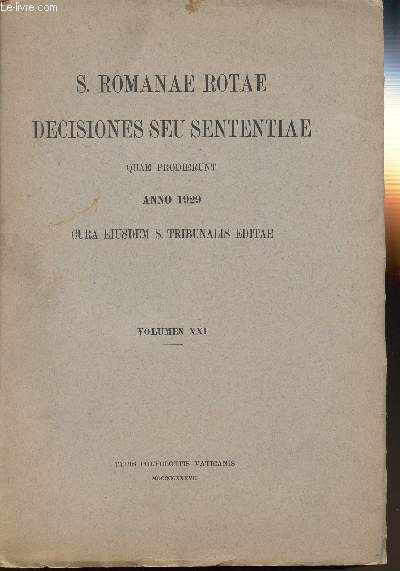 Le-livre.com
S. ROMANAE ROTAE
DECISIONES SEU SENTENTIAE
QUAE PRODIERUNT
ANNO 1929
CURA EIUSDEM S. TRIBUNALIS EDITAE
VOLUMEN XXI
TYPIS POLYGLOTTIS VATICANIS